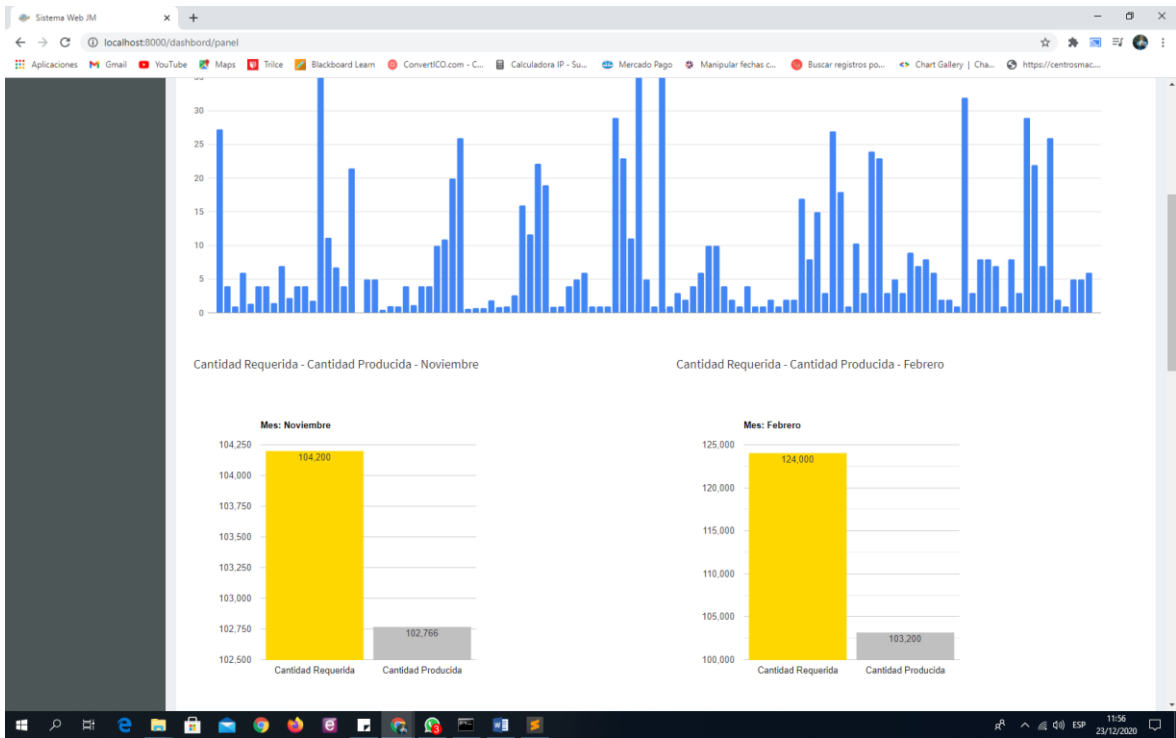 Sistema Web JM
localhost:8000/dashbord/panel
Aplicaciones Gmail YouTube Maps Trilce Blackboard Learn ConvertICO.com - C... Calculadora IP - Su... Mercado Pago Manipular fechas c... Buscar registros po... Chart Gallery | Cha... https://centrosmac....
30
25
20
15
10
5
0
Cantidad Requerida - Cantidad Producida - Noviembre
Cantidad Requerida - Cantidad Producida - Febrero
Mes: Noviembre
104,250
104,000
103,750
103,500
103,250
103,000
102,750
102,500
104,200
102,766
Cantidad Requerida Cantidad Producida
Mes: Febrero
125,000
120,000
115,000
110,000
105,000
100,000
124,000
103,200
Cantidad Requerida Cantidad Producida
ESP
11:56
23/12/2020